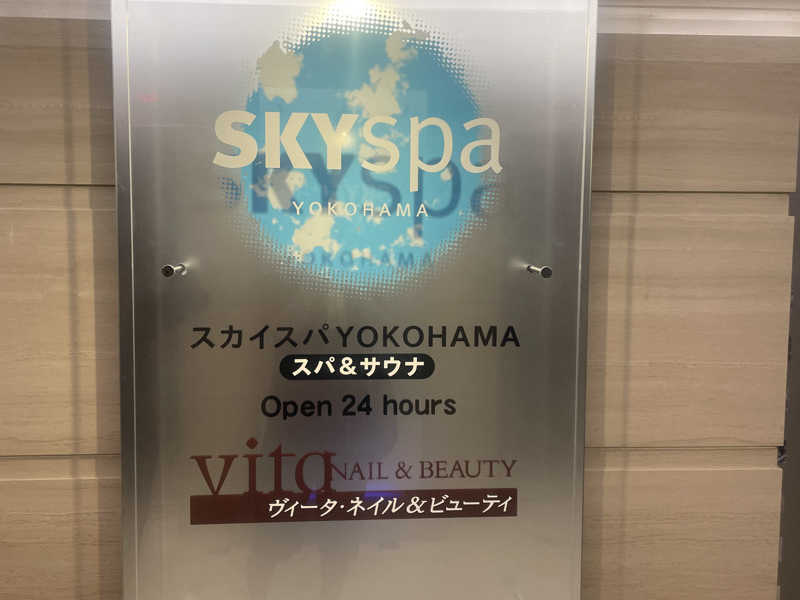 SKYspa
YOKOHAMA
スカイスパYOKOHAMA
スパ&サウナ
Open 24 hours
vita NAIL & BEAUTY
ヴィータ・ネイル&ビューティ